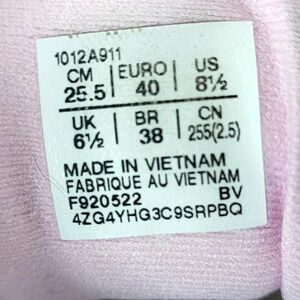 1012A911
CM EURO US
25.5 40 8½
UK BR CN
6½ 38 255(2.5)
MADE IN VIETNAM
FABRIQUE AU VIETNAM
F920522 BV
4ZG4YHG3C9SRPBQ